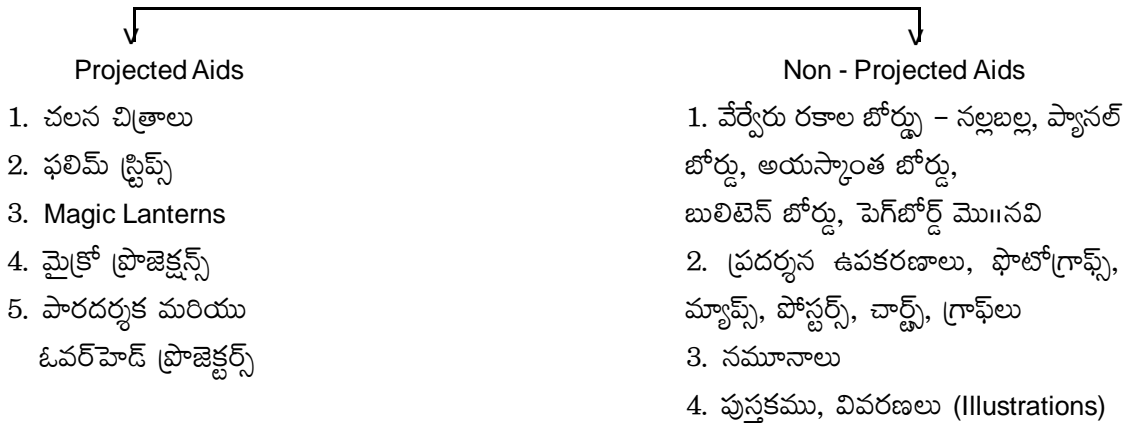 Projected Aids
1. చలన చిత్రాలు
2. ఫలిమ్ స్ట్రిప్స్
3. Magic Lanterns
4. మైక్రో ప్రొజెక్షన్స్
5. పారదర్శక మరియు
ఓవర్‌హెడ్ ప్రొజెక్టర్స్
Non - Projected Aids
1. వేర్వేరు రకాల బోర్డ్సు – నల్లబల్ల, ప్యానల్
బోర్డు, అయస్కాంత బోర్డు,
బులిటెన్ బోర్డు, పెగ్‌బోర్డ్ మొ॥నవి
2. ప్రదర్శన ఉపకరణాలు, ఫొటోగ్రాఫ్స్,
మ్యాప్స్, పోస్టర్స్, చార్ట్స్, గ్రాఫ్‌లు
3. నమూనాలు
4. పుస్తకము, వివరణలు (Illustrations)